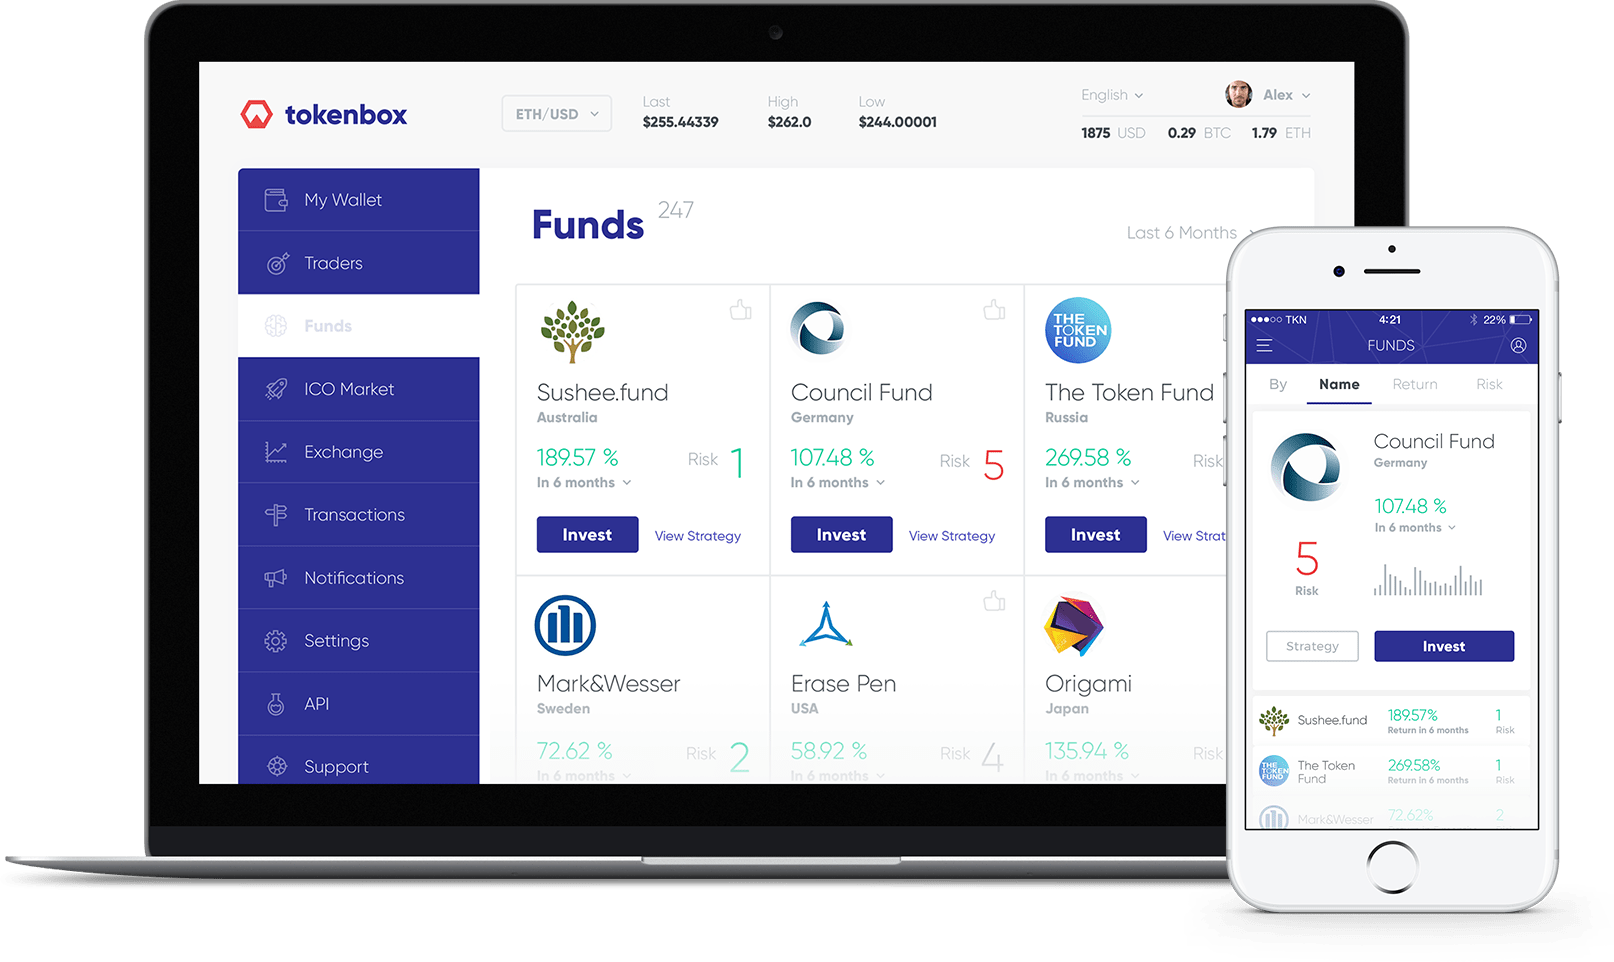 tokenbox
ETH/USD
Last
$255.44339
High
$262.0
Low
$244.00001
English
Alex
1875 USD 0.29 BTC 1.79 ETH
My Wallet
Traders
Funds
ICO Market
Exchange
Transactions
Notifications
Settings
API
Support
Funds 247
Last 6 Months
Sushee.fund
Australia
189.57 %
In 6 months
Risk 1
Invest
View Strategy
Council Fund
Germany
107.48 %
In 6 months
Risk 5
Invest
View Strategy
THE
TOKEN
FUND
The Token Fund
Russia
269.58 %
In 6 months
Risk
Invest
View Strat
Mark&Wesser
Sweden
72.62 %
In 6 months
Risk 2
Erase Pen
USA
58.92 %
In 6 months
Risk 4
Origami
Japan
135.94 %
In 6 months
Risk
TKN 4:21 22%
FUNDS
By Name Return Risk
Council Fund
Germany
107.48 %
In 6 months
5
Risk
Strategy
Invest
Sushee.fund
189.57%
Return in 6 months
1
Risk
THE
TOKEN
FUND
The Token
Fund
269.58%
Return in 6 months
1
Risk
Mark&Wesser
72.62%
2